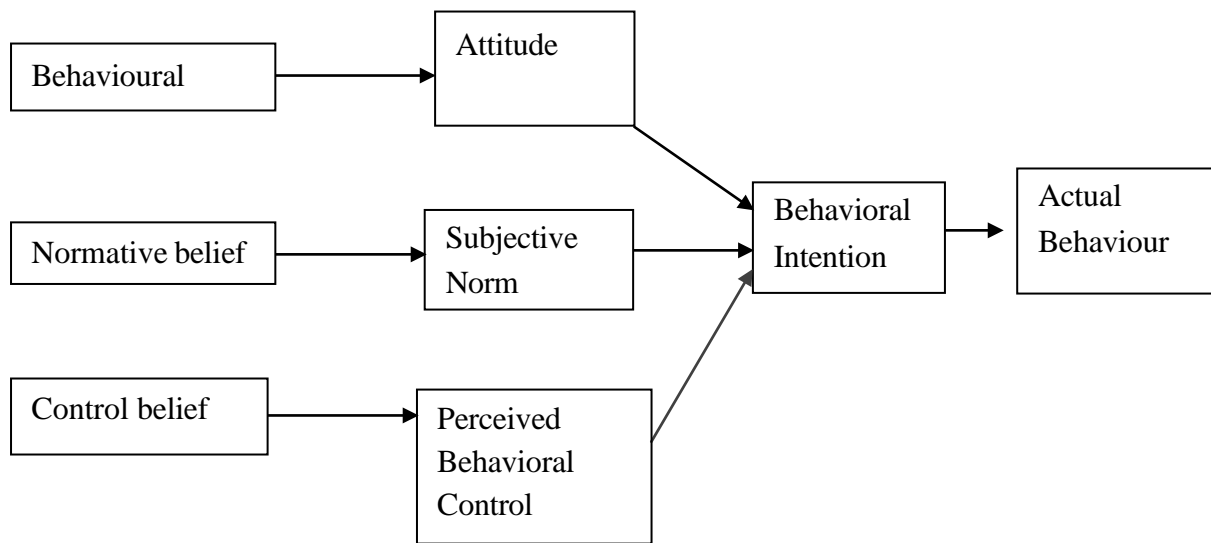 Behavioural
Attitude
Normative belief
Subjective
Norm
Control belief
Perceived
Behavioral
Control
Behavioral
Intention
Actual
Behaviour